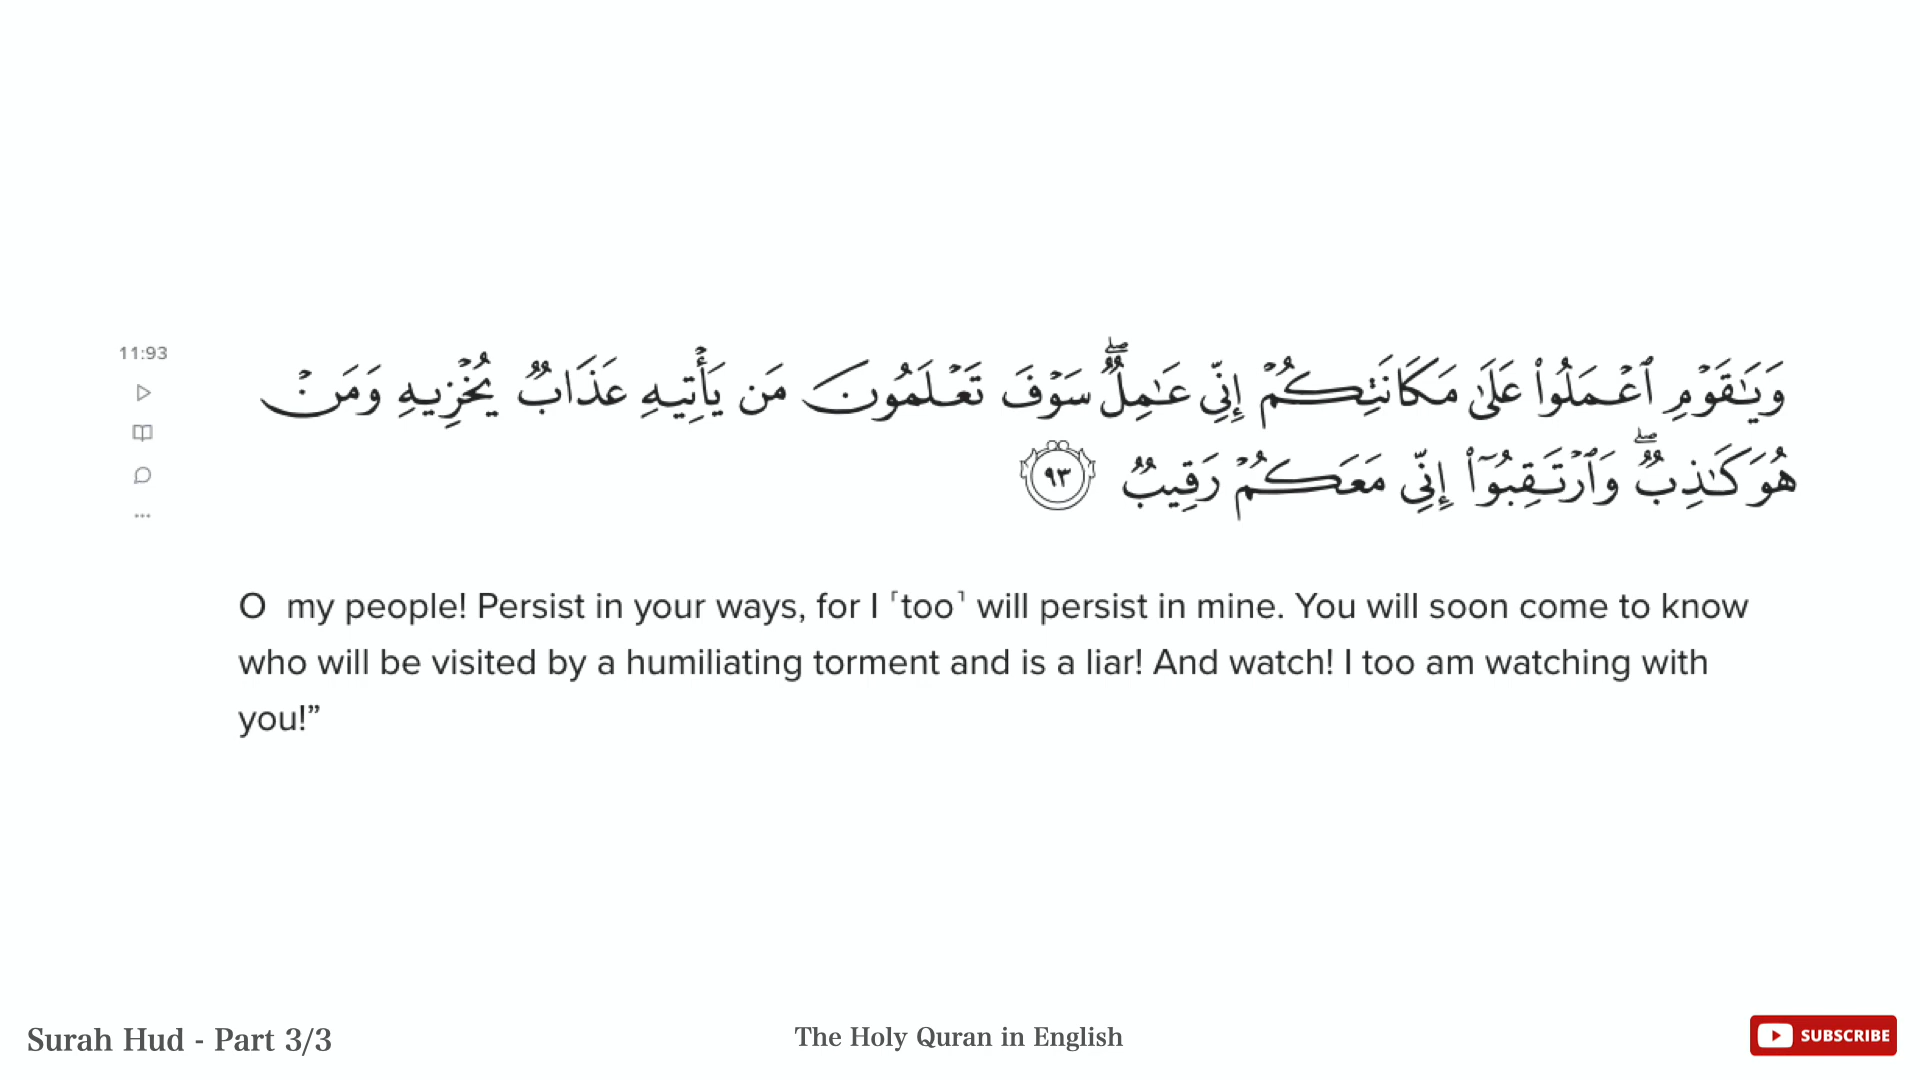 11:93
وَيَٰقَوْمِ ٱعْمَلُوا۟ عَلَىٰ مَكَانَتِكُمْ إِنِّى عَٰمِلٌۭ ۖ سَوْفَ تَعْلَمُونَ مَن يَأْتِيهِ عَذَابٌۭ يُخْزِيهِ وَمَنْ
هُوَ كَٰذِبٌۭ ۖ وَٱرْتَقِبُوٓا۟ إِنِّى مَعَكُمْ رَقِيبٌۭ ٩٣
O my people! Persist in your ways, for I ˹too˺ will persist in mine. You will soon come to know
who will be visited by a humiliating torment and is a liar! And watch! I too am watching with
you!”
Surah Hud - Part 3/3
The Holy Quran in English
SUBSCRIBE